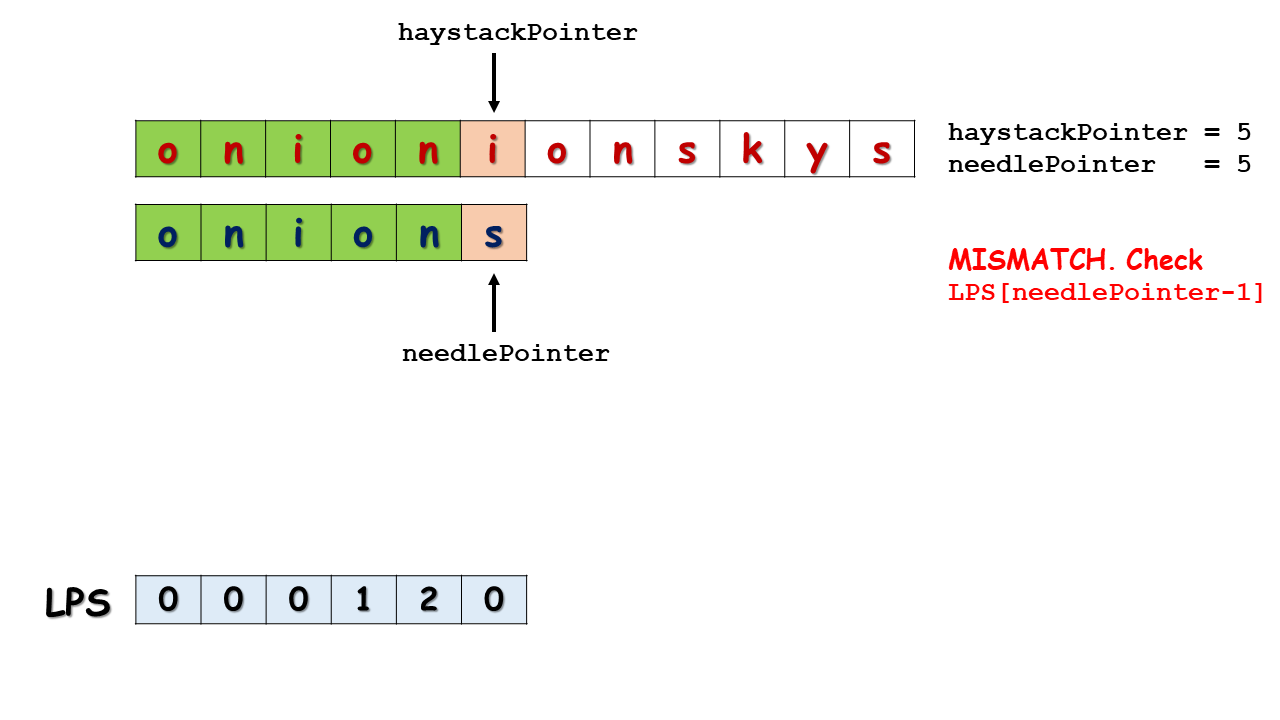 haystackPointer
o n i o n i o n s k y s
haystackPointer = 5
needlePointer = 5
o n i o n s
MISMATCH. Check
LPS[needlePointer-1]
needlePointer
LPS 0 0 0 1 2 0